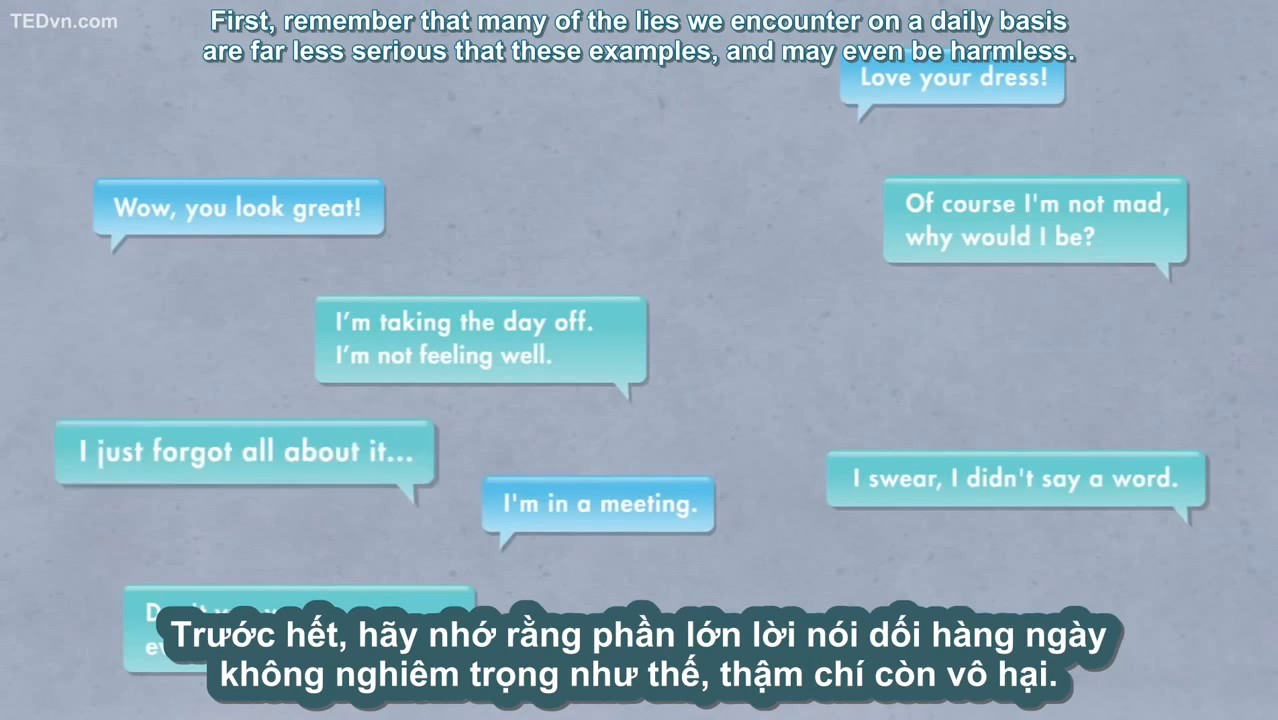 TEDvn.com
First, remember that many of the lies we encounter on a daily basis
are far less serious that these examples, and may even be harmless.
Love your dress!
Wow, you look great!
Of course I'm not mad,
why would I be?
I'm taking the day off.
I'm not feeling well.
I just forgot all about it...
I swear, I didn't say a word.
I'm in a meeting.
Trước hết, hãy nhớ rằng phần lớn lời nói dối hàng ngày
không nghiêm trọng như thế, thậm chí còn vô hại.